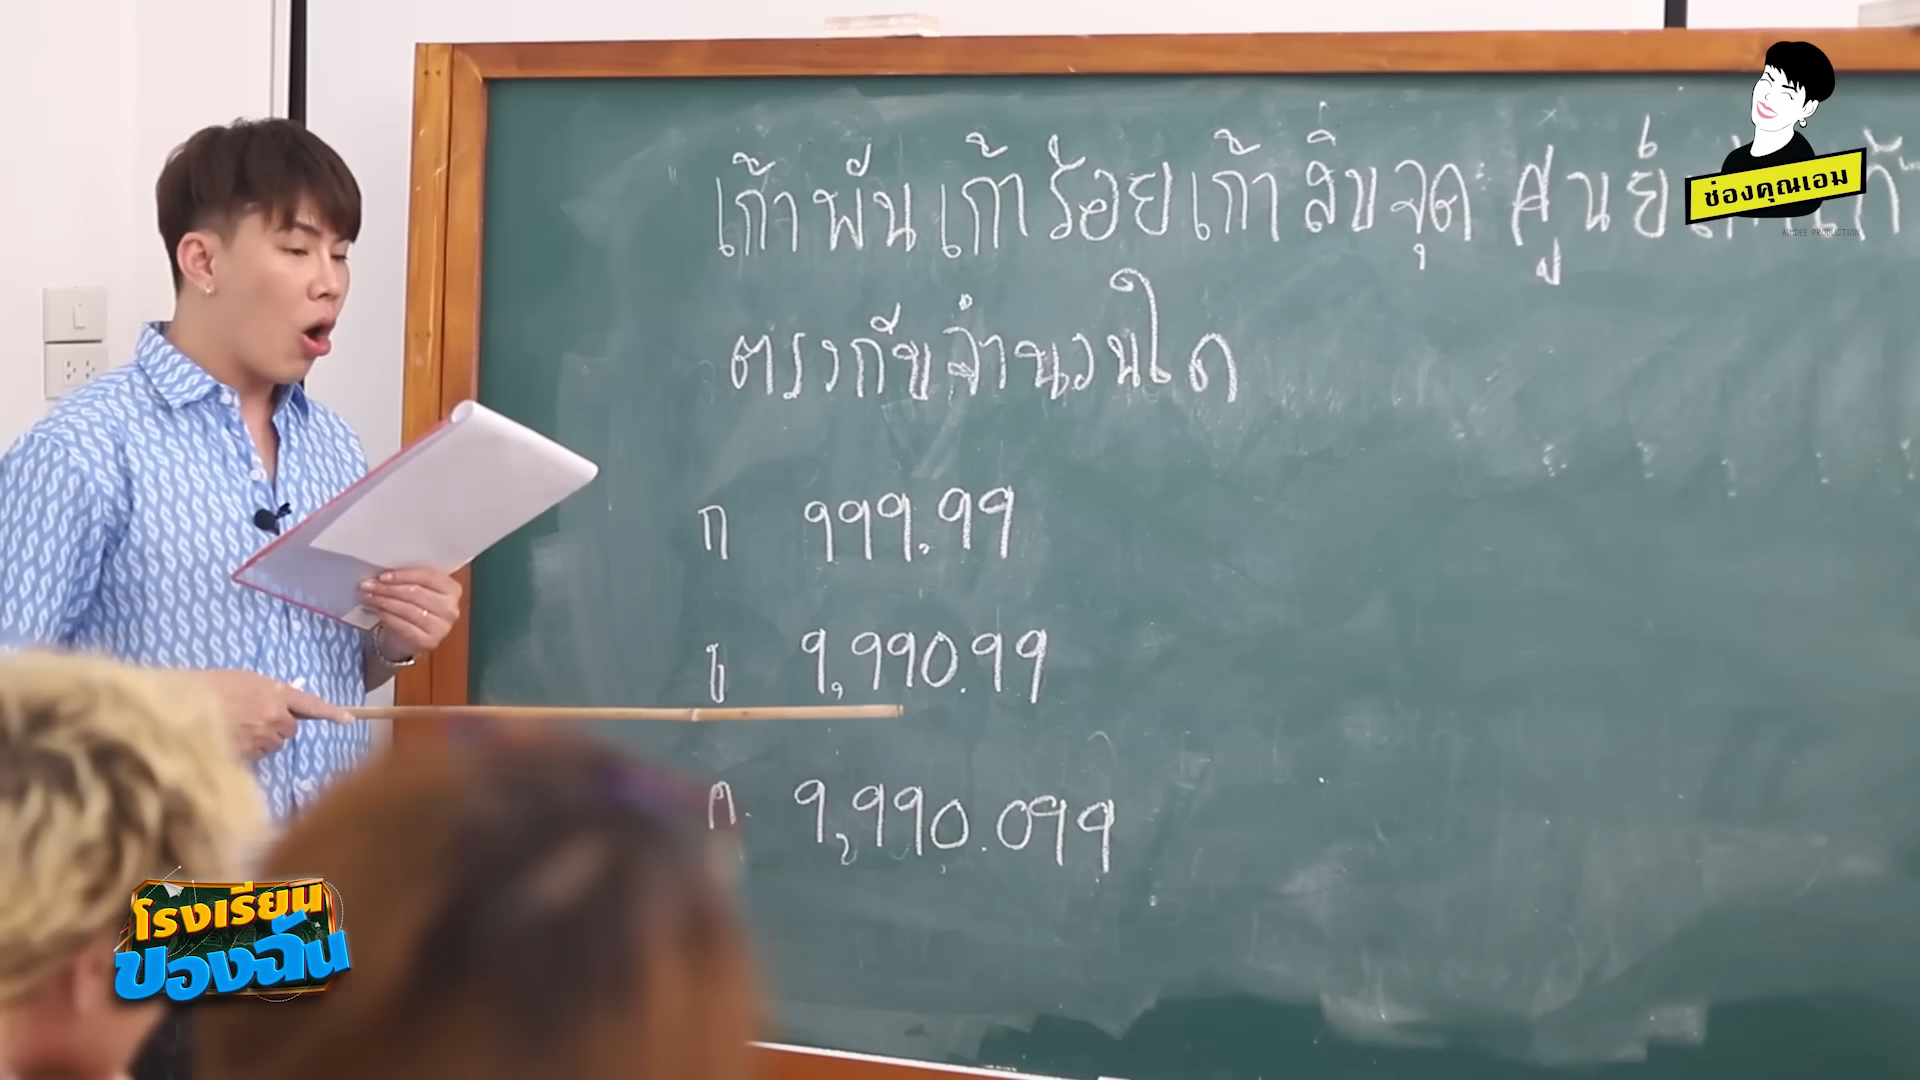 เก้าพันเก้าร้อยเก้าสิบจุดศูนย์
ตรงกับจำนวนใด
ก 999.99
ข 9,990.99
ค. 9,990.099
ช่องคุณเอม
AIMDEE PRODUCTION
โรงเรียน
ของฉัน